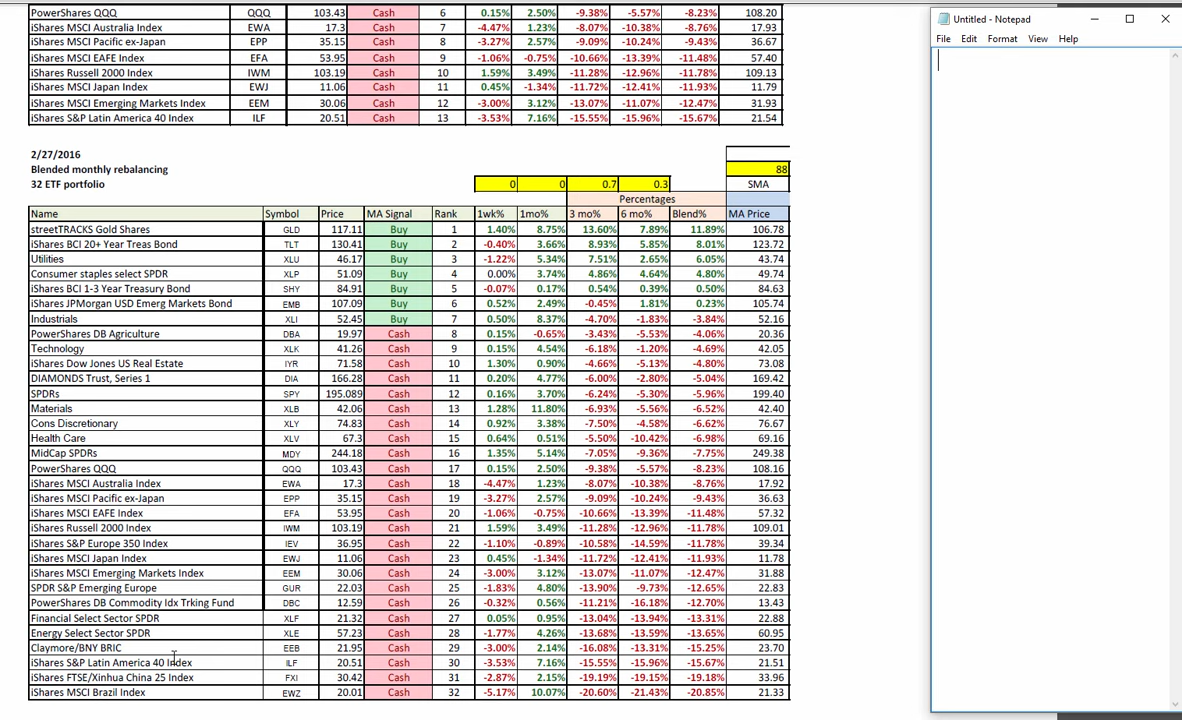 PowerShares QQQ QQQ 103.43 Cash 6 0.15% 2.50% -9.38% -5.57% -8.23% 108.20
iShares MSCI Australia Index EWA 17.3 Cash 7 -4.47% 1.23% -8.07% -10.38% -8.76% 17.93
iShares MSCI Pacific ex-Japan EPP 35.15 Cash 8 -3.27% 2.57% -9.09% -10.24% -9.43% 36.67
iShares MSCI EAFE Index EFA 53.95 Cash 9 -1.06% -0.75% -10.66% -13.39% -11.48% 57.40
iShares Russell 2000 Index IWM 103.19 Cash 10 1.59% 3.49% -11.28% -12.96% -11.78% 109.13
iShares MSCI Japan Index EWJ 11.06 Cash 11 0.45% -1.34% -11.72% -12.41% -11.93% 11.79
iShares MSCI Emerging Markets Index EEM 30.06 Cash 12 -3.00% 3.12% -13.07% -11.07% -12.47% 31.93
iShares S&P Latin America 40 Index ILF 20.51 Cash 13 -3.53% 7.16% -15.55% -15.96% -15.67% 21.54
2/27/2016
Blended monthly rebalancing 88
32 ETF portfolio 0 0 0.7 0.3 SMA
Percentages
Name Symbol Price MA Signal Rank 1wk% 1mo% 3 mo% 6 mo% Blend% MA Price
streetTRACKS Gold Shares GLD 117.11 Buy 1 1.40% 8.75% 13.60% 7.89% 11.89% 106.78
iShares BCI 20+ Year Treas Bond TLT 130.41 Buy 2 -0.40% 3.66% 8.93% 5.85% 8.01% 123.72
Utilities XLU 46.17 Buy 3 -1.22% 5.34% 7.51% 2.65% 6.05% 43.74
Consumer staples select SPDR XLP 51.09 Buy 4 0.00% 3.74% 4.86% 4.64% 4.80% 49.74
iShares BCI 1-3 Year Treasury Bond SHY 84.91 Buy 5 -0.07% 0.17% 0.54% 0.39% 0.50% 84.63
iShares JPMorgan USD Emerg Markets Bond EMB 107.09 Buy 6 0.52% 2.49% -0.45% 1.81% 0.23% 105.74
Industrials XLI 52.45 Buy 7 0.50% 8.37% -4.70% -1.83% -3.84% 52.16
PowerShares DB Agriculture DBA 19.97 Cash 8 0.15% -0.65% -3.43% -5.53% -4.06% 20.36
Technology XLK 41.26 Cash 9 0.15% 4.54% -6.18% -1.20% -4.69% 42.05
iShares Dow Jones US Real Estate IYR 71.58 Cash 10 1.30% 0.90% -4.66% -5.13% -4.80% 73.08
DIAMONDS Trust, Series 1 DIA 166.28 Cash 11 0.20% 4.77% -6.00% -2.80% -5.04% 169.42
SPDRs SPY 195.089 Cash 12 0.16% 3.70% -6.24% -5.30% -5.96% 199.40
Materials XLB 42.06 Cash 13 1.28% 11.80% -6.93% -5.56% -6.52% 42.40
Cons Discretionary XLY 74.83 Cash 14 0.92% 3.38% -7.50% -4.58% -6.62% 76.67
Health Care XLV 67.3 Cash 15 0.64% 0.51% -5.50% -10.42% -6.98% 69.16
MidCap SPDRs MDY 244.18 Cash 16 1.35% 5.14% -7.05% -9.36% -7.75% 249.38
PowerShares QQQ QQQ 103.43 Cash 17 0.15% 2.50% -9.38% -5.57% -8.23% 108.16
iShares MSCI Australia Index EWA 17.3 Cash 18 -4.47% 1.23% -8.07% -10.38% -8.76% 17.92
iShares MSCI Pacific ex-Japan EPP 35.15 Cash 19 -3.27% 2.57% -9.09% -10.24% -9.43% 36.63
iShares MSCI EAFE Index EFA 53.95 Cash 20 -1.06% -0.75% -10.66% -13.39% -11.48% 57.32
iShares Russell 2000 Index IWM 103.19 Cash 21 1.59% 3.49% -11.28% -12.96% -11.78% 109.01
iShares S&P Europe 350 Index IEV 36.95 Cash 22 -1.10% -0.89% -10.58% -14.59% -11.78% 39.34
iShares MSCI Japan Index EWJ 11.06 Cash 23 0.45% -1.34% -11.72% -12.41% -11.93% 11.78
iShares MSCI Emerging Markets Index EEM 30.06 Cash 24 -3.00% 3.12% -13.07% -11.07% -12.47% 31.88
SPDR S&P Emerging Europe GUR 22.03 Cash 25 -1.83% 4.80% -13.90% -9.73% -12.65% 22.83
PowerShares DB Commodity Idx Trking Fund DBC 12.59 Cash 26 -0.32% 0.56% -11.21% -16.18% -12.70% 13.43
Financial Select Sector SPDR XLF 21.32 Cash 27 0.05% 0.95% -13.04% -13.94% -13.31% 22.88
Energy Select Sector SPDR XLE 57.23 Cash 28 -1.77% 4.26% -13.68% -13.59% -13.65% 60.95
Claymore/BNY BRIC EEB 21.95 Cash 29 -3.00% 2.14% -16.08% -13.31% -15.25% 23.70
iShares S&P Latin America 40 Index ILF 20.51 Cash 30 -3.53% 7.16% -15.55% -15.96% -15.67% 21.51
iShares FTSE/Xinhua China 25 Index FXI 30.42 Cash 31 -2.87% 2.15% -19.19% -19.15% -19.18% 33.96
iShares MSCI Brazil Index EWZ 20.01 Cash 32 -5.17% 10.07% -20.60% -21.43% -20.85% 21.33
Untitled - Notepad
File Edit Format View Help